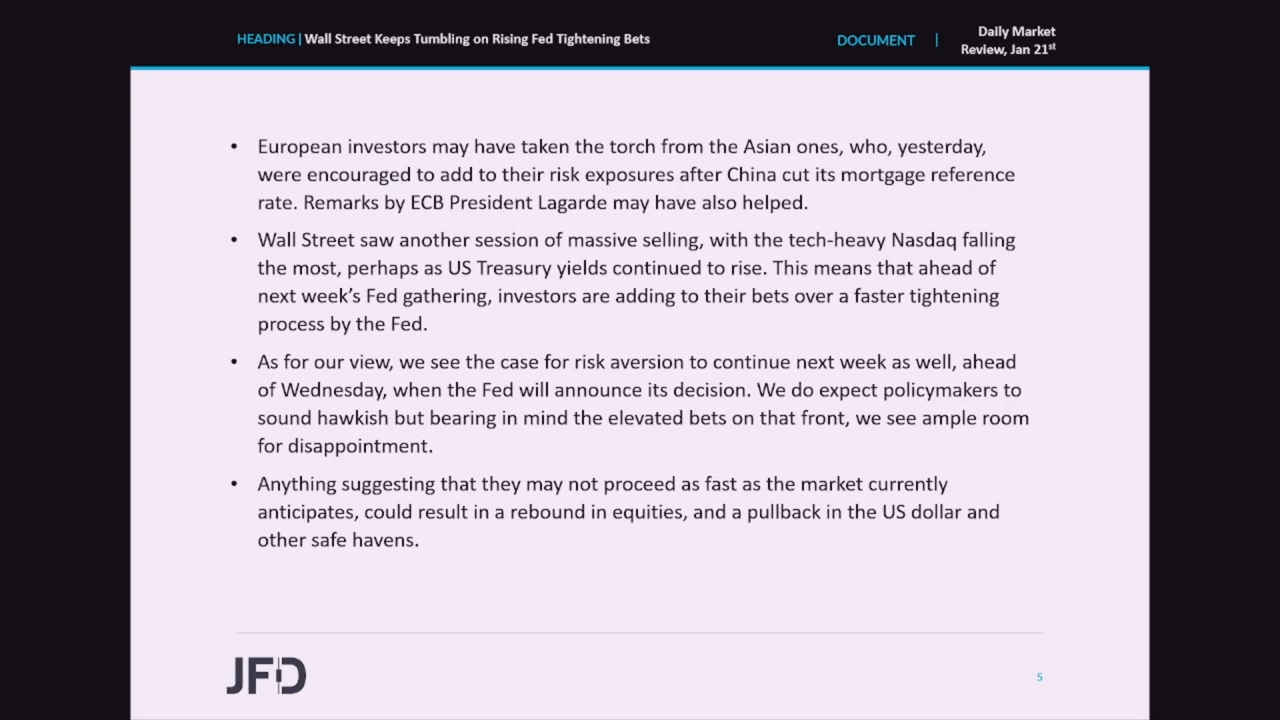 HEADING | Wall Street Keeps Tumbling on Rising Fed Tightening Bets
DOCUMENT | Daily Market
Review, Jan 21st
• European investors may have taken the torch from the Asian ones, who, yesterday,
were encouraged to add to their risk exposures after China cut its mortgage reference
rate. Remarks by ECB President Lagarde may have also helped.
• Wall Street saw another session of massive selling, with the tech-heavy Nasdaq falling
the most, perhaps as US Treasury yields continued to rise. This means that ahead of
next week's Fed gathering, investors are adding to their bets over a faster tightening
process by the Fed.
• As for our view, we see the case for risk aversion to continue next week as well, ahead
of Wednesday, when the Fed will announce its decision. We do expect policymakers to
sound hawkish but bearing in mind the elevated bets on that front, we see ample room
for disappointment.
• Anything suggesting that they may not proceed as fast as the market currently
anticipates, could result in a rebound in equities, and a pullback in the US dollar and
other safe havens.
JFD
5